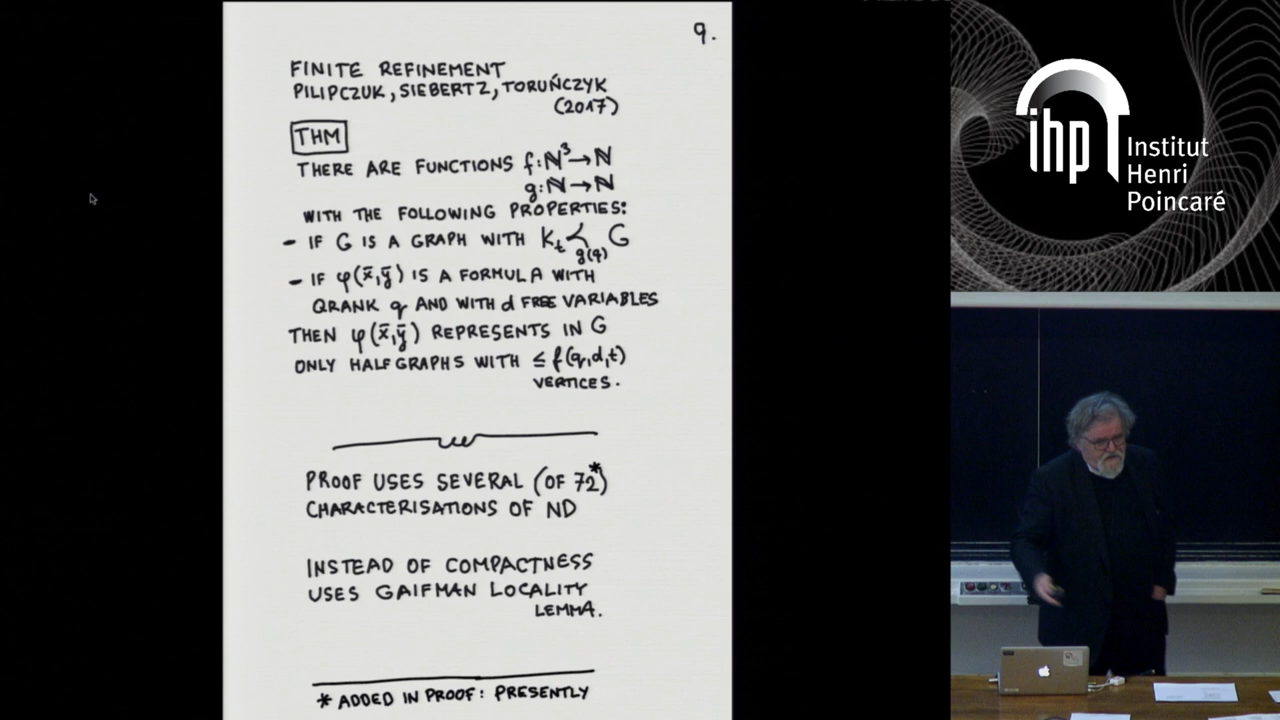 9.
FINITE REFINEMENT
PILIPCZUK, SIEBERTZ, TORUŃCZYK
(2017)
THM
THERE ARE FUNCTIONS f: ℕ³ → ℕ
g: ℕ → ℕ
WITH THE FOLLOWING PROPERTIES:
- IF G IS A GRAPH WITH Kₜ ≺ G
g(q)
- IF φ(x̄,ȳ) IS A FORMULA WITH
QRANK q AND WITH d FREE VARIABLES
THEN φ(x̄,ȳ) REPRESENTS IN G
ONLY HALFGRAPHS WITH ≤ f(q,d,t)
VERTICES.
PROOF USES SEVERAL (OF 72*)
CHARACTERISATIONS OF ND
INSTEAD OF COMPACTNESS
USES GAIFMAN LOCALITY
LEMMA.
* ADDED IN PROOF: PRESENTLY
ihp
Institut
Henri
Poincaré